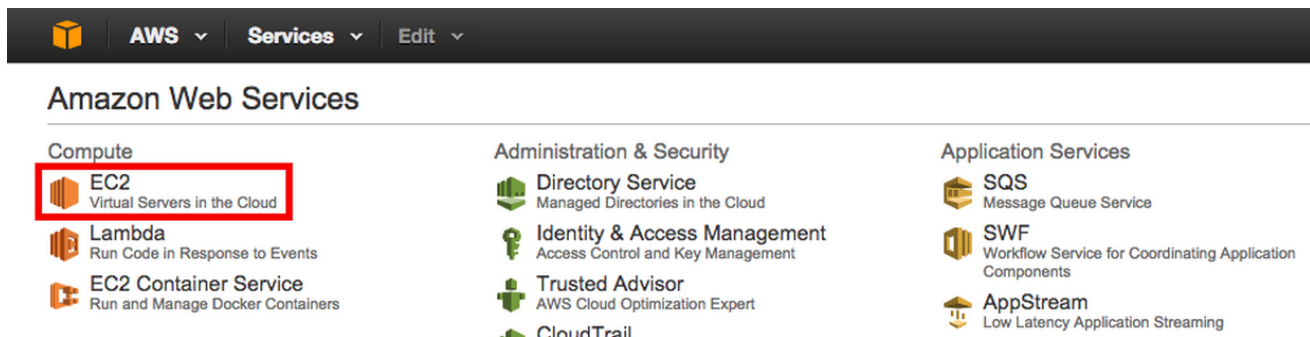 AWS Services Edit
Amazon Web Services
Compute
EC2
Virtual Servers in the Cloud
Lambda
Run Code in Response to Events
EC2 Container Service
Run and Manage Docker Containers
Administration & Security
Directory Service
Managed Directories in the Cloud
Identity & Access Management
Access Control and Key Management
Trusted Advisor
AWS Cloud Optimization Expert
CloudTrail
Application Services
SQS
Message Queue Service
SWF
Workflow Service for Coordinating Application
Components
AppStream
Low Latency Application Streaming